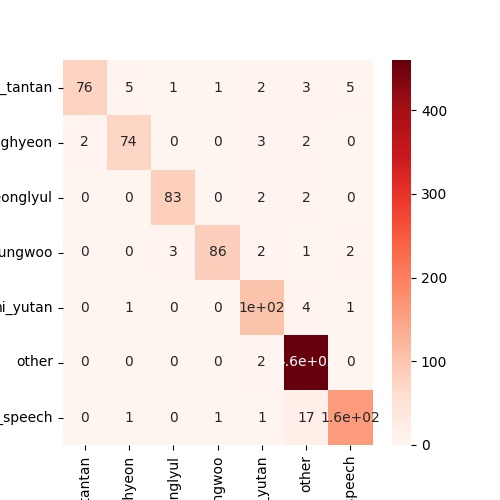 _tantan 76 5 1 1 2 3 5
ghyeon 2 74 0 0 3 2 0
onglyul 0 0 83 0 2 2 0
ungwoo 0 0 3 86 2 1 2
i_yutan 0 1 0 0 1e+02 4 1
other 0 0 0 0 2 .6e+0
0
_speech 0 1 0 1 1 17 1.6e+02
antan hyeon nglyul gwoo _yutan other peech
400
300
200
100
0